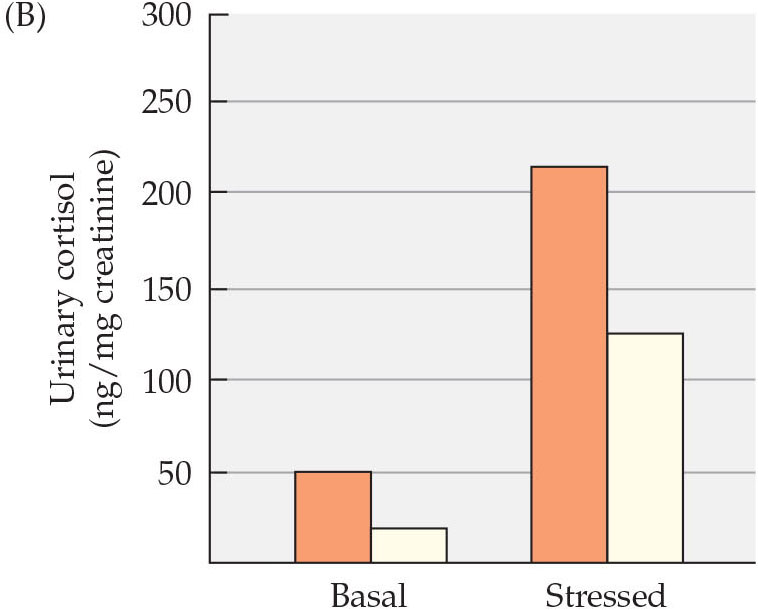 (B)
300
250
200
150
100
50
Urinary cortisol
(ng/mg creatinine)
Basal
Stressed